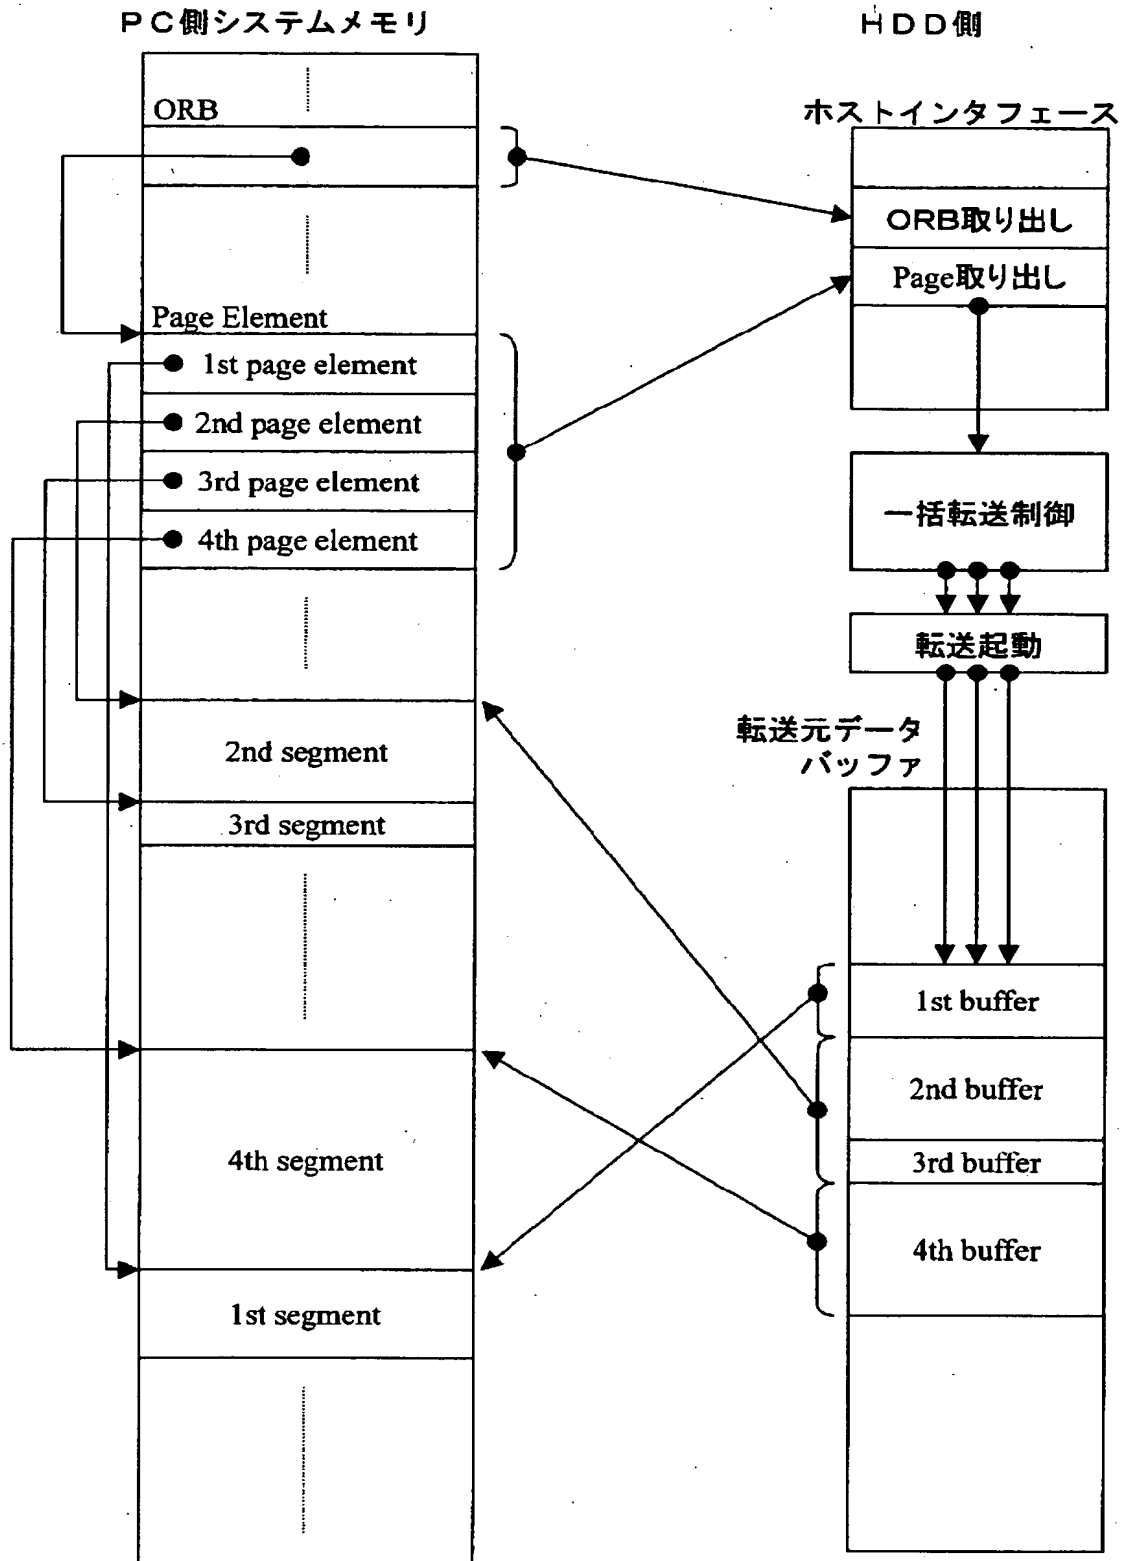 PC側システムメモリ
HDD側
ORB
ホストインタフェース
ORB取り出し
Page取り出し
Page Element
1st page element
2nd page element
3rd page element
4th page element
一括転送制御
転送起動
2nd segment
3rd segment
転送元データ
バッファ
1st buffer
2nd buffer
3rd buffer
4th buffer
4th segment
1st segment